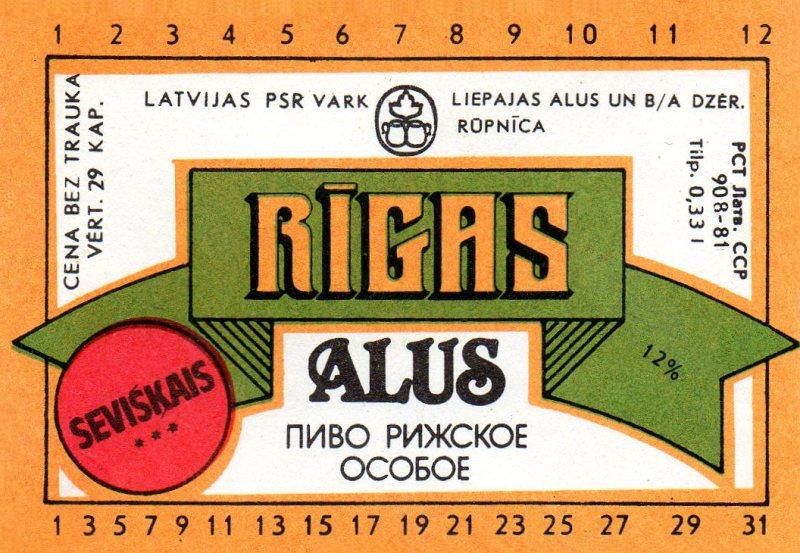 1 2 3 4 5 6 7 8 9 10 11 12
CENA BEZ TRAUKA
VĒRT. 29 KAP.
LATVIJAS PSR VARK
LIEPAJAS ALUS UN B/A DZĒR.
RŪPNĪCA
РСТ Латв. ССР
908-81
Tilp. 0,33 l
RĪGAS
ALUS
12%
SEVIŠKAIS
***
ПИВО РИЖСКОЕ
ОСОБОЕ
1 3 5 7 9 11 13 15 17 19 21 23 25 27 29 31